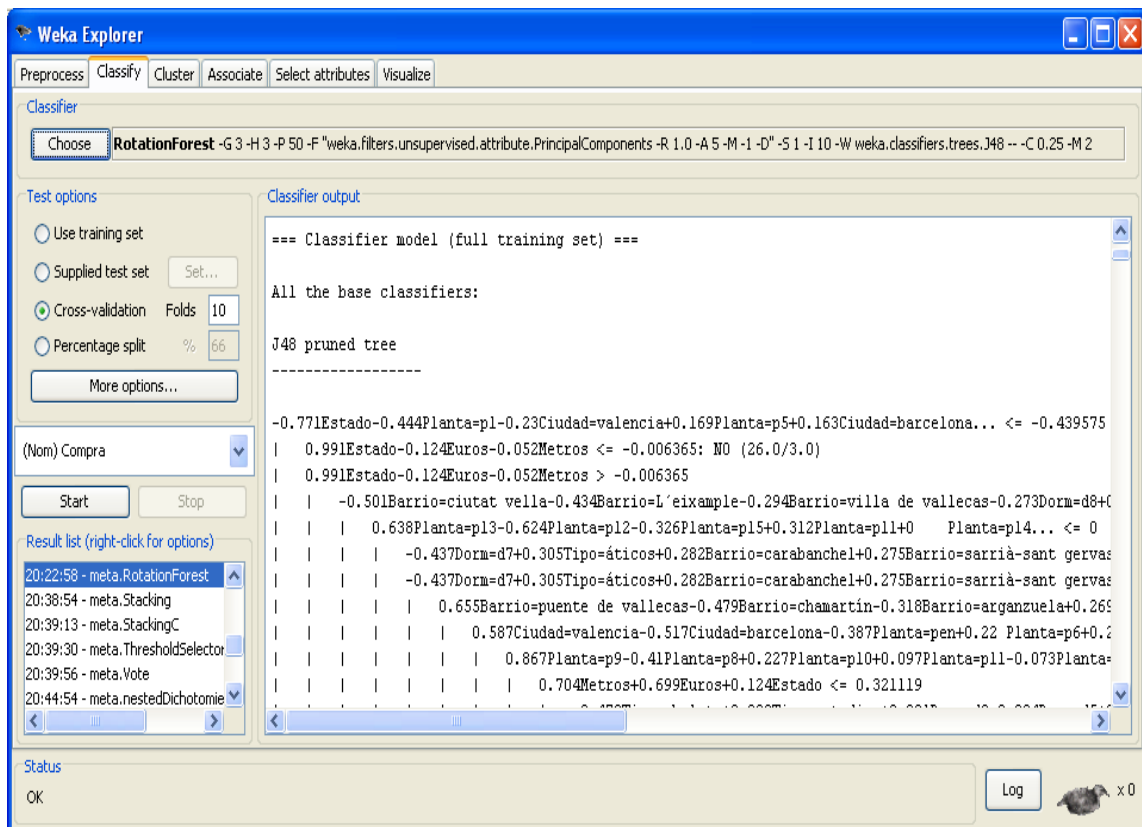 Weka Explorer
Preprocess Classify Cluster Associate Select attributes Visualize
Classifier
Choose RotationForest -G 3 -H 3 -P 50 -F "weka.filters.unsupervised.attribute.PrincipalComponents -R 1.0 -A 5 -M -1 -D" -S 1 -I 10 -W weka.classifiers.trees.J48 -- -C 0.25 -M 2
Test options
Use training set
Supplied test set Set...
Cross-validation Folds 10
Percentage split % 66
More options...
(Nom) Compra
Start Stop
Result list (right-click for options)
20:22:58 - meta.RotationForest
20:38:54 - meta.Stacking
20:39:13 - meta.StackingC
20:39:30 - meta.ThresholdSelector
20:39:56 - meta.Vote
20:44:54 - meta.nestedDichotomie
Classifier output
=== Classifier model (full training set) ===
All the base classifiers:
J48 pruned tree
------------------
-0.771Estado-0.444Planta=p1-0.23Ciudad=valencia+0.169Planta=p5+0.163Ciudad=barcelona... <= -0.439575
| 0.991Estado-0.124Euros-0.052Metros <= -0.006365: NO (26.0/3.0)
| 0.991Estado-0.124Euros-0.052Metros > -0.006365
| | -0.501Barrio=ciutat vella-0.434Barrio=L´eixample-0.294Barrio=villa de vallecas-0.273Dorm=d8+0
| | | 0.638Planta=p13-0.624Planta=p12-0.326Planta=p15+0.312Planta=p11+0 Planta=p14... <= 0
| | | | -0.437Dorm=d7+0.305Tipo=áticos+0.282Barrio=carabanchel+0.275Barrio=sarrià-sant gervas
| | | | -0.437Dorm=d7+0.305Tipo=áticos+0.282Barrio=carabanchel+0.275Barrio=sarrià-sant gervas
| | | | | 0.655Barrio=puente de vallecas-0.479Barrio=chamartín-0.318Barrio=arganzuela+0.269
| | | | | | 0.587Ciudad=valencia-0.517Ciudad=barcelona-0.387Planta=pen+0.22 Planta=p6+0.2
| | | | | | | 0.867Planta=p9-0.41Planta=p8+0.227Planta=p10+0.097Planta=p11-0.073Planta=
| | | | | | | | 0.704Metros+0.699Euros+0.124Estado <= 0.321119
Status
OK
Log x 0